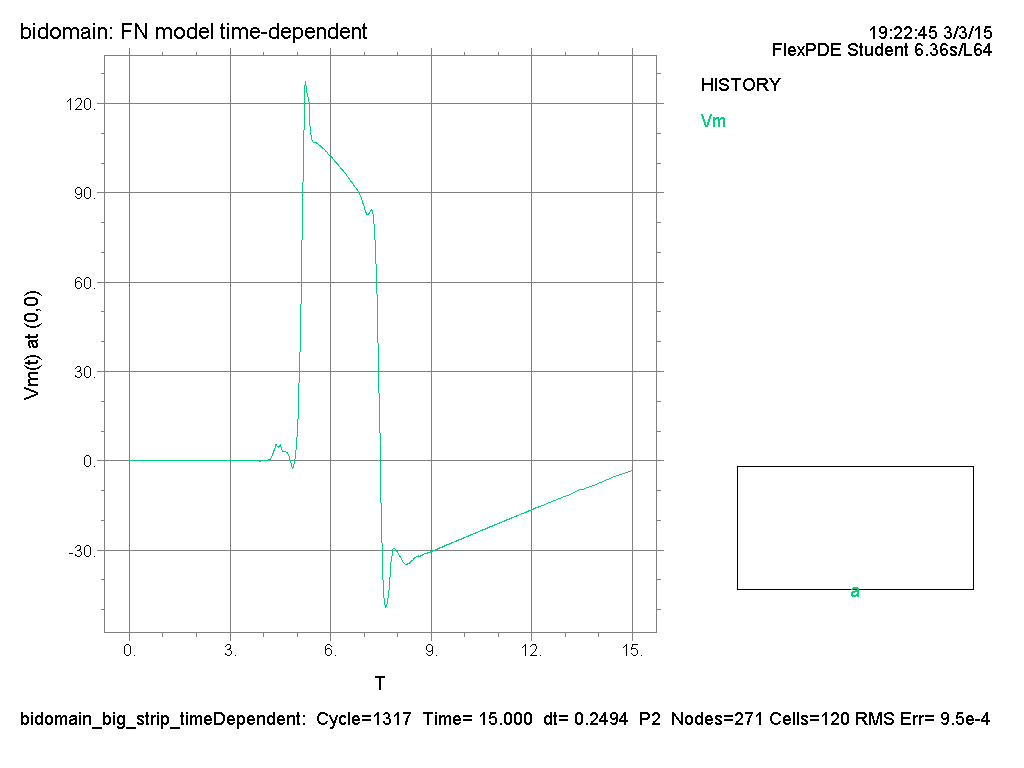 bidomain: FN model time-dependent
19:22:45 3/3/15
FlexPDE Student 6.36s/L64
HISTORY
Vm
120.
90.
60.
30.
0.
-30.
Vm(t) at (0,0)
0. 3. 6. 9. 12. 15.
T
a
bidomain_big_strip_timeDependent: Cycle=1317 Time= 15.000 dt= 0.2494 P2 Nodes=271 Cells=120 RMS Err= 9.5e-4